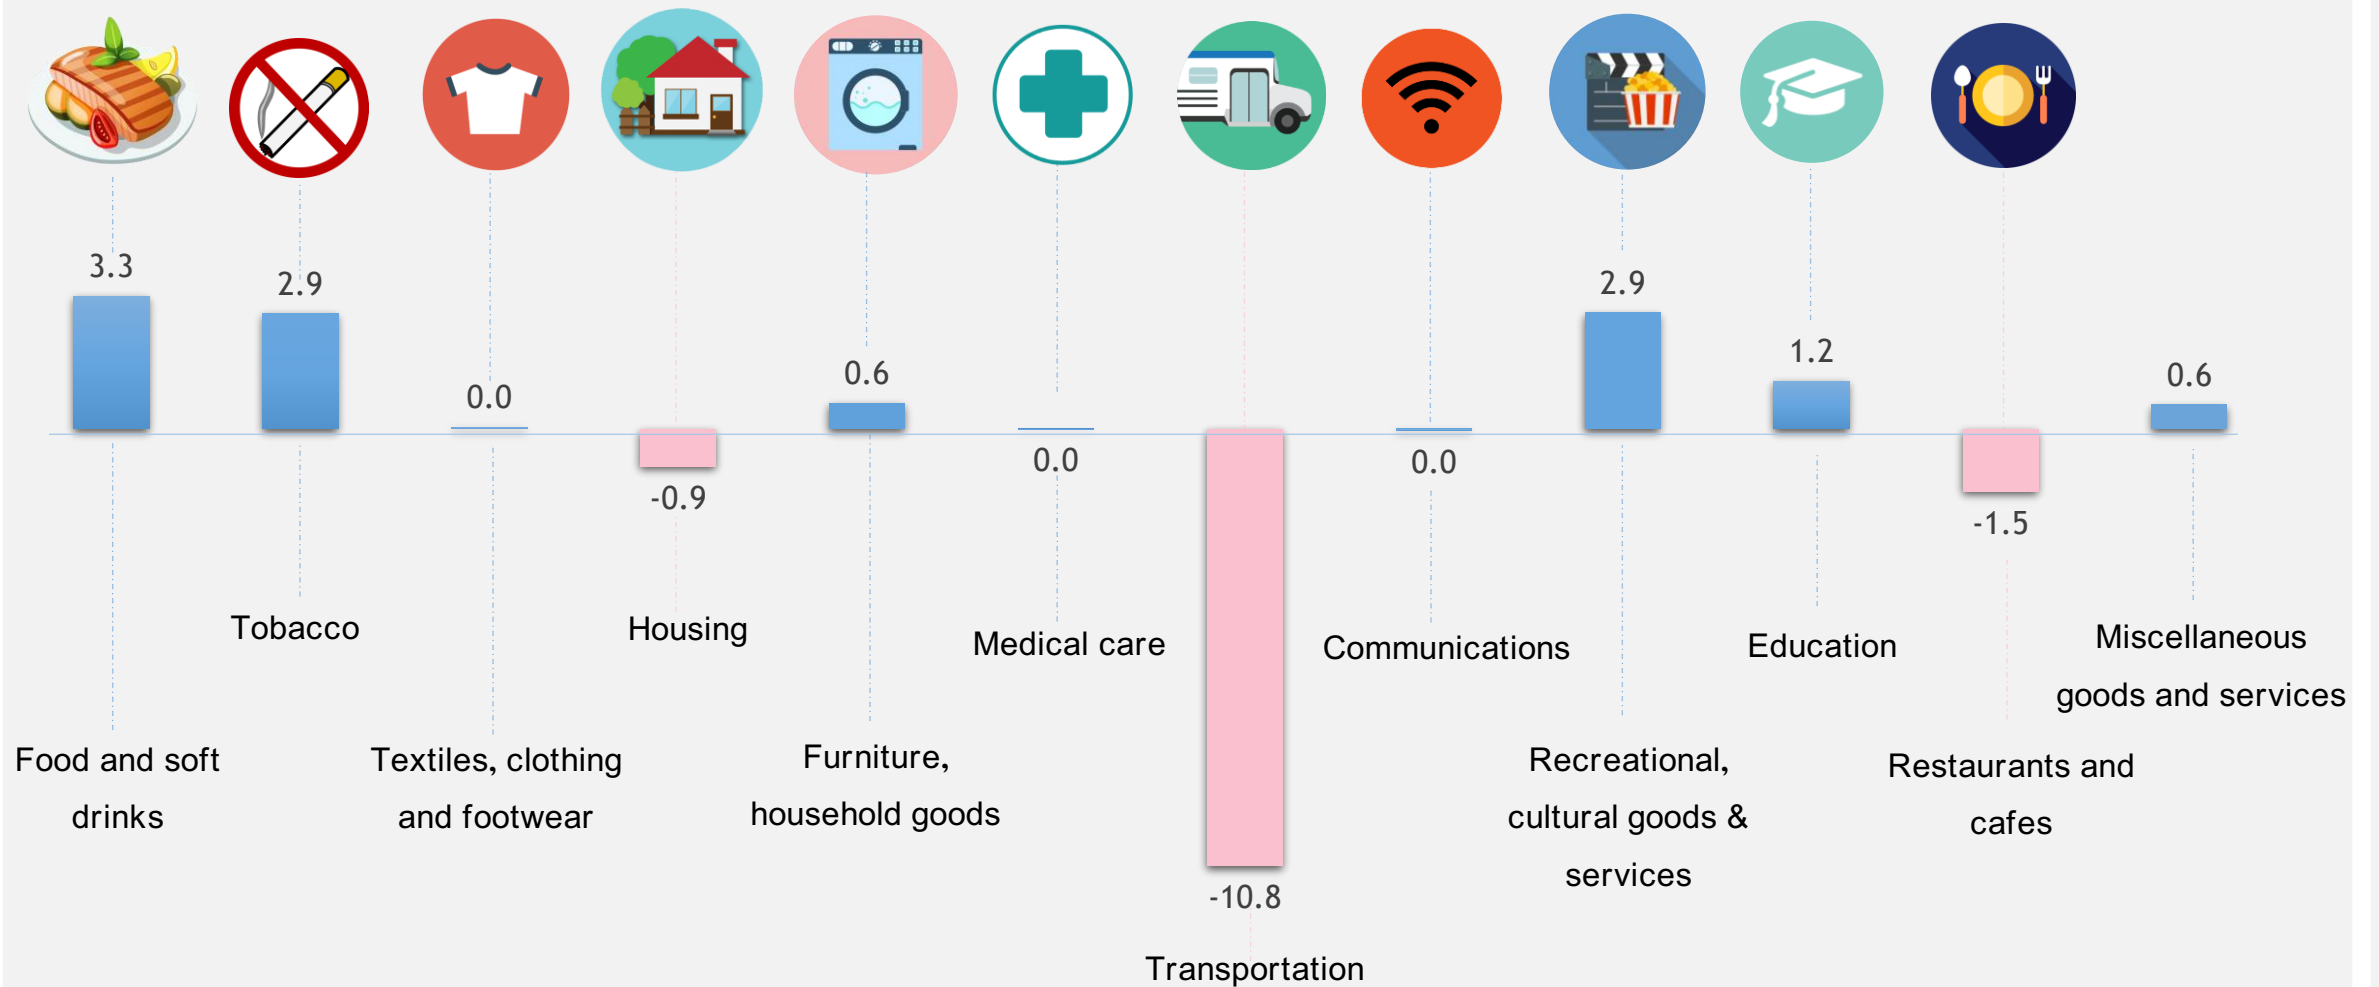 3.3
2.9
0.0
-0.9
0.6
0.0
-10.8
0.0
2.9
1.2
-1.5
0.6
Food and soft
drinks
Tobacco
Textiles, clothing
and footwear
Housing
Furniture,
household goods
Medical care
Transportation
Communications
Recreational,
cultural goods &
services
Education
Restaurants and
cafes
Miscellaneous
goods and services